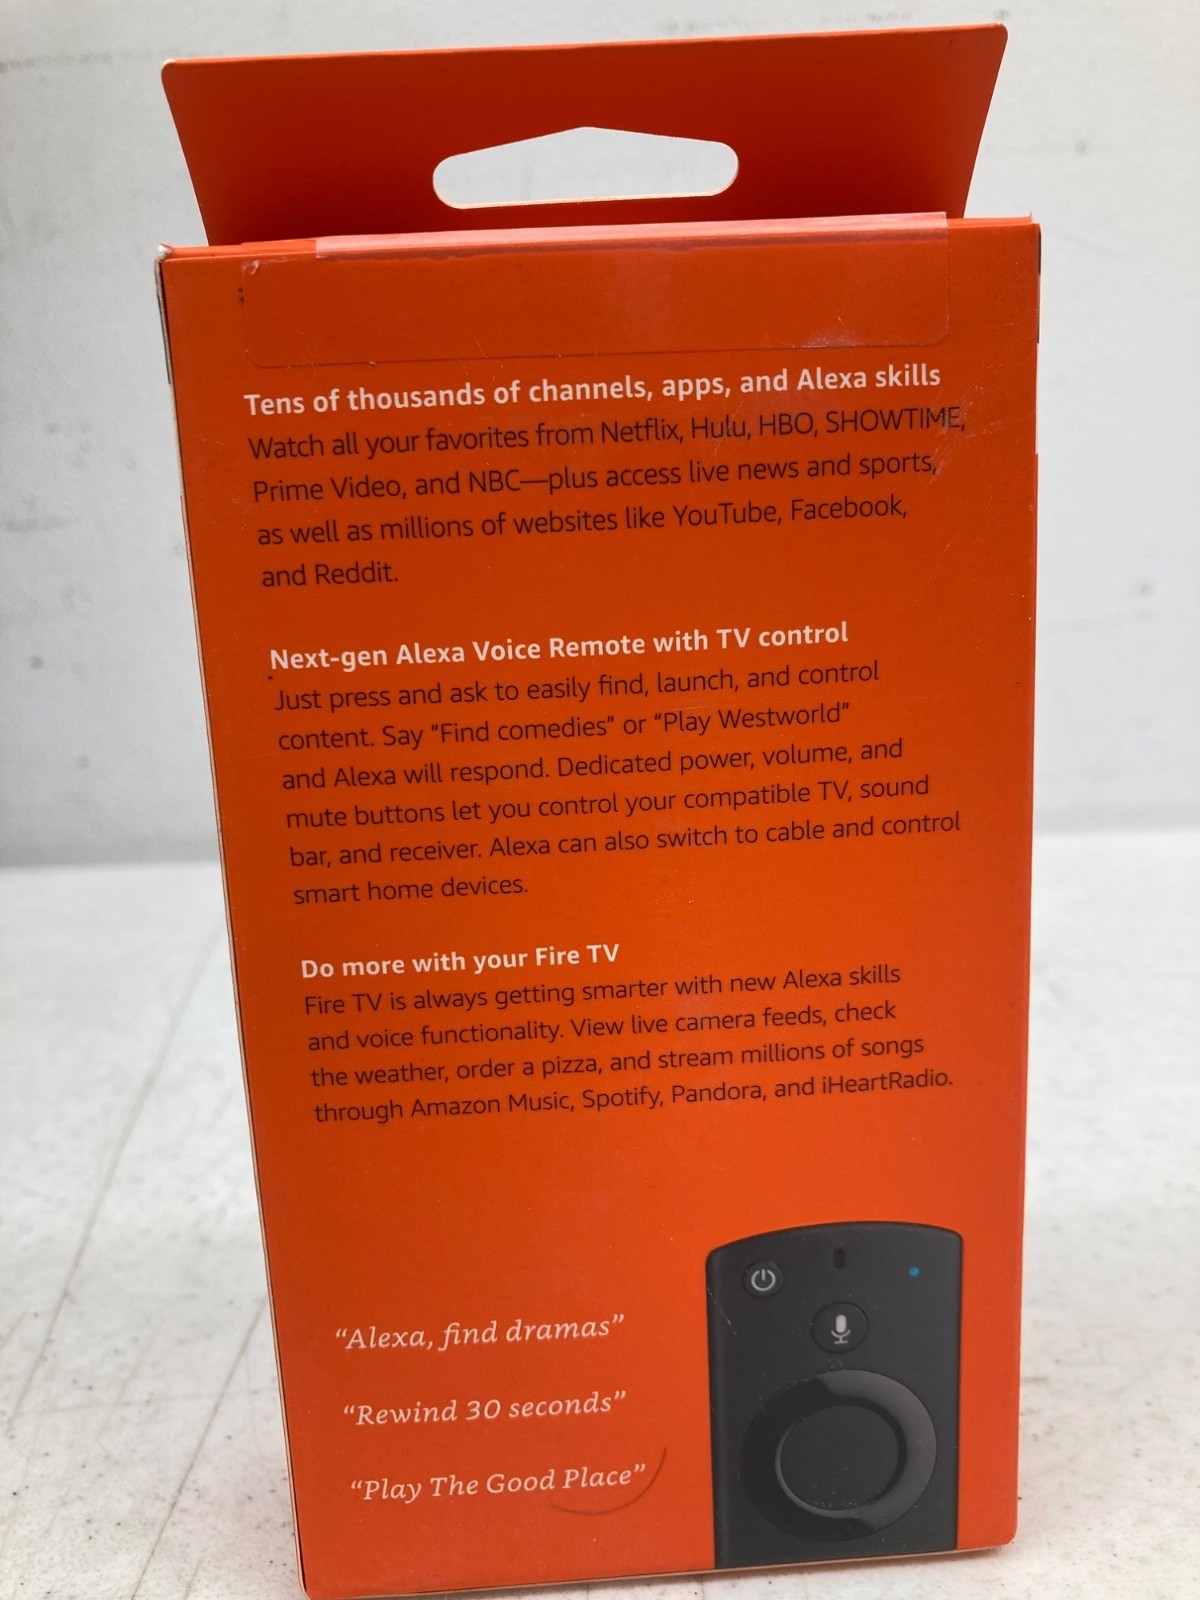 Tens of thousands of channels, apps, and Alexa skills
Watch all your favorites from Netflix, Hulu, HBO, SHOWTIME,
Prime Video, and NBC—plus access live news and sports,
as well as millions of websites like YouTube, Facebook,
and Reddit.
Next-gen Alexa Voice Remote with TV control
Just press and ask to easily find, launch, and control
content. Say “Find comedies” or “Play Westworld”
and Alexa will respond. Dedicated power, volume, and
mute buttons let you control your compatible TV, sound
bar, and receiver. Alexa can also switch to cable and control
smart home devices.
Do more with your Fire TV
Fire TV is always getting smarter with new Alexa skills
and voice functionality. View live camera feeds, check
the weather, order a pizza, and stream millions of songs
through Amazon Music, Spotify, Pandora, and iHeartRadio.
“Alexa, find dramas”
“Rewind 30 seconds”
“Play The Good Place”